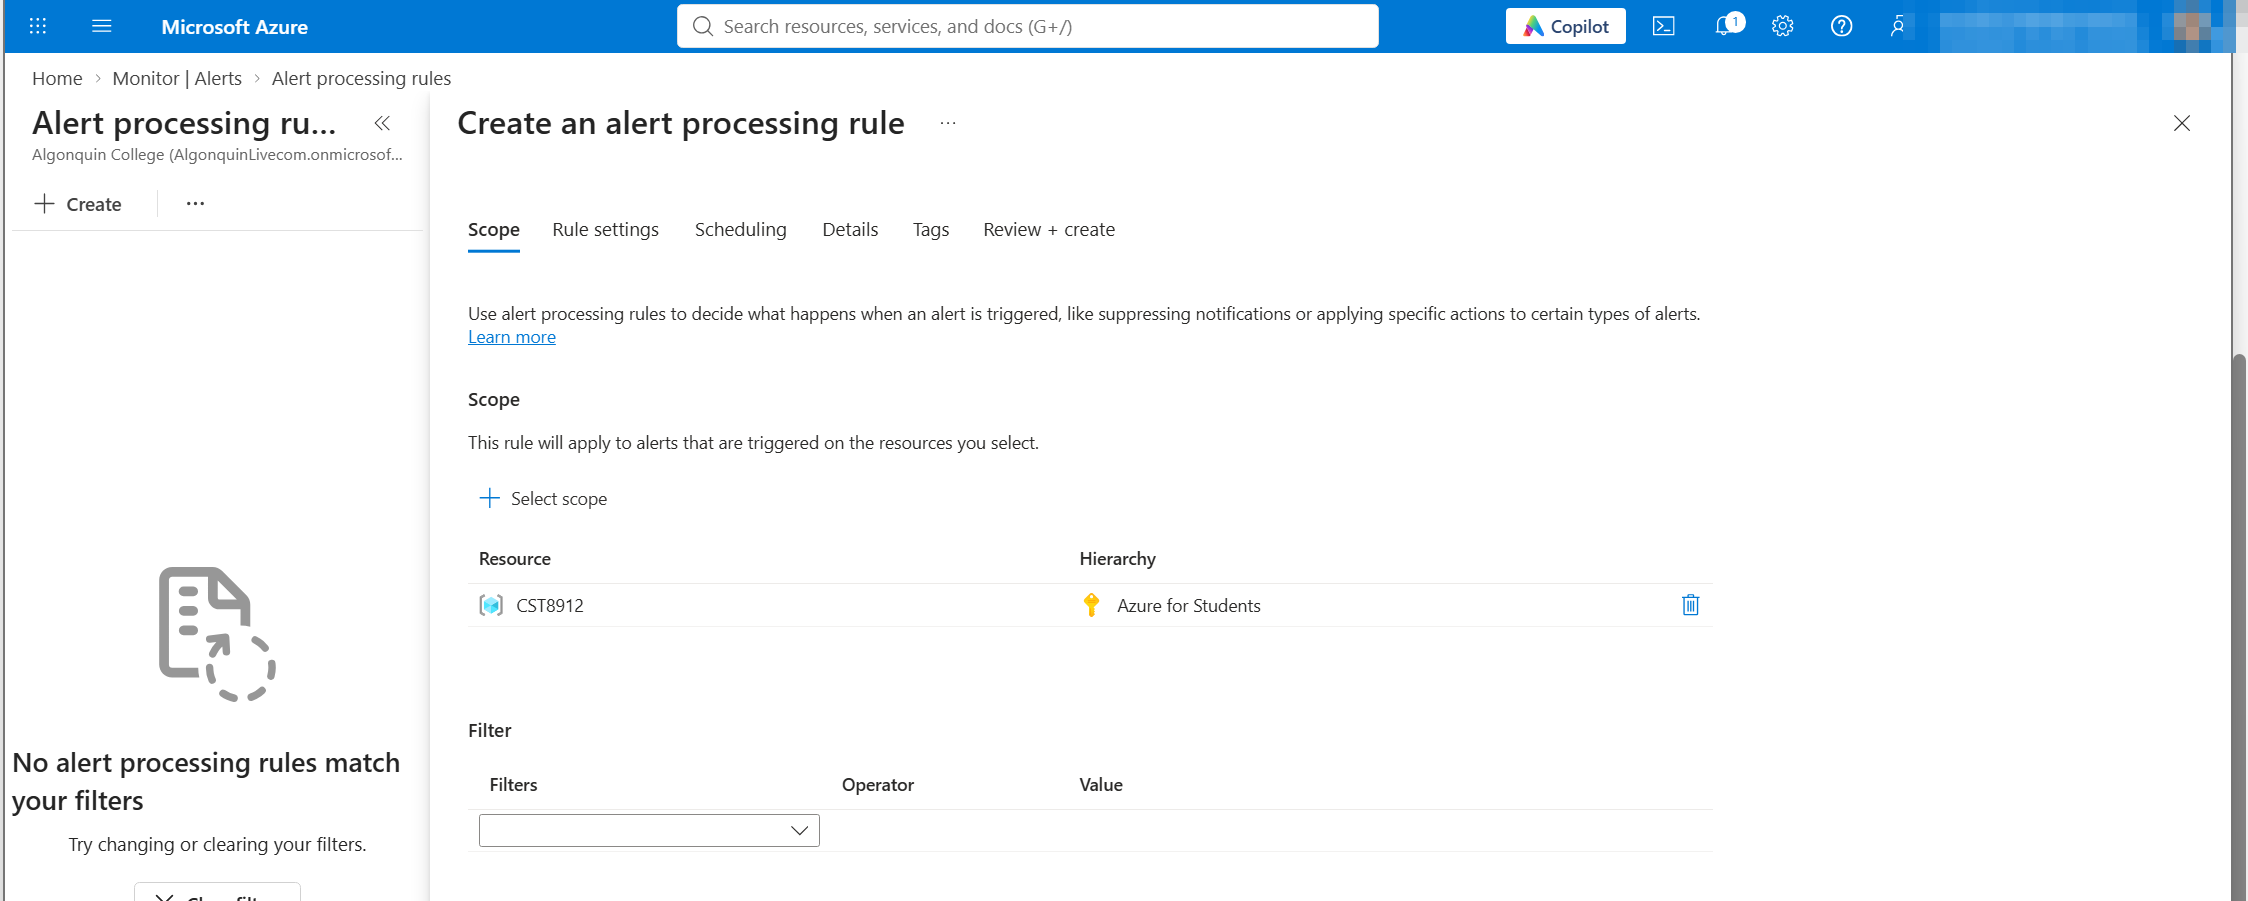 Microsoft Azure
Search resources, services, and docs (G+/)
Copilot
1
Home > Monitor | Alerts > Alert processing rules
Alert processing ru...
Algonquin College (AlgonquinLivecom.onmicrosof...
Create
...
No alert processing rules match
your filters
Try changing or clearing your filters.
Create an alert processing rule ...
Scope Rule settings Scheduling Details Tags Review + create
Use alert processing rules to decide what happens when an alert is triggered, like suppressing notifications or applying specific actions to certain types of alerts.
Learn more
Scope
This rule will apply to alerts that are triggered on the resources you select.
Select scope
Resource Hierarchy
CST8912 Azure for Students
Filter
Filters Operator Value